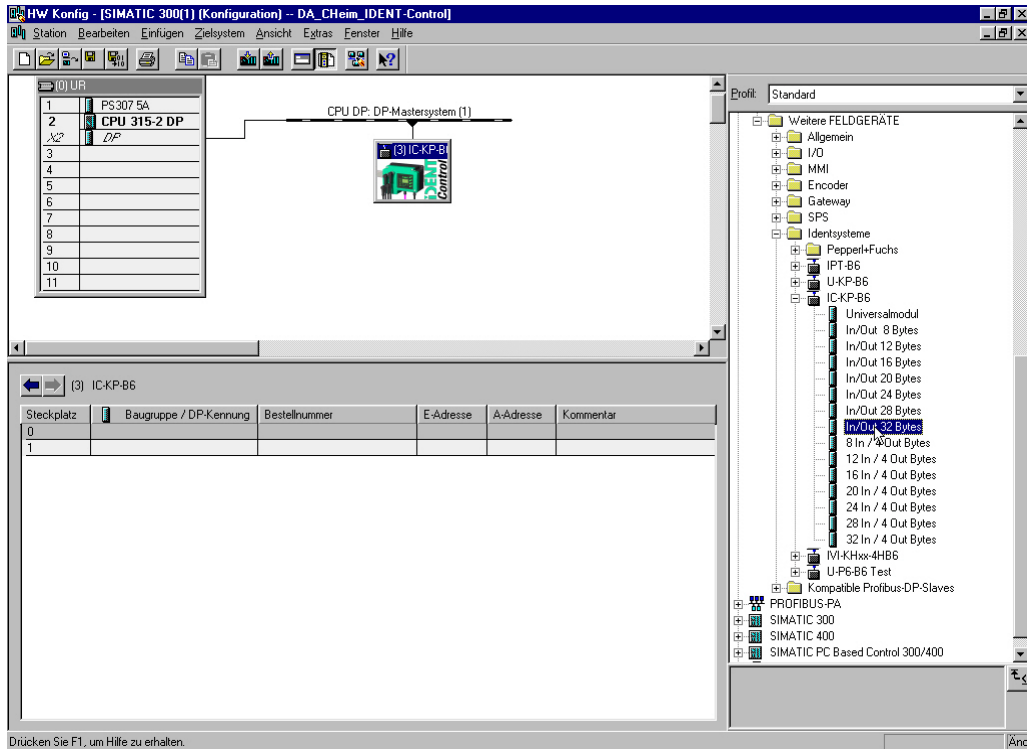 HW Konfig - [SIMATIC 300(1) (Konfiguration) -- DA_CHeim_IDENT-Control]
Station Bearbeiten Einfügen Zielsystem Ansicht Extras Fenster Hilfe
(0) UR
1 PS307 5A
2 CPU 315-2 DP
X2 DP
3
4
5
6
7
8
9
10
11
CPU DP: DP-Mastersystem (1)
(3) IC-KP-B
IDENT
Control
(3) IC-KP-B6
Steckplatz Baugruppe / DP-Kennung Bestellnummer E-Adresse A-Adresse Kommentar
0
1
Profil: Standard
Weitere FELDGERÄTE
Allgemein
I/O
MMI
Encoder
Gateway
SPS
Identsysteme
Pepperl+Fuchs
IPT-B6
U-KP-B6
IC-KP-B6
Universalmodul
In/Out 8 Bytes
In/Out 12 Bytes
In/Out 16 Bytes
In/Out 20 Bytes
In/Out 24 Bytes
In/Out 28 Bytes
In/Out 32 Bytes
8 In / 4 Out Bytes
12 In / 4 Out Bytes
16 In / 4 Out Bytes
20 In / 4 Out Bytes
24 In / 4 Out Bytes
28 In / 4 Out Bytes
32 In / 4 Out Bytes
IVI-KHxx-4HB6
U-P6-B6 Test
Kompatible Profibus-DP-Slaves
PROFIBUS-PA
SIMATIC 300
SIMATIC 400
SIMATIC PC Based Control 300/400
Drücken Sie F1, um Hilfe zu erhalten.
Änd